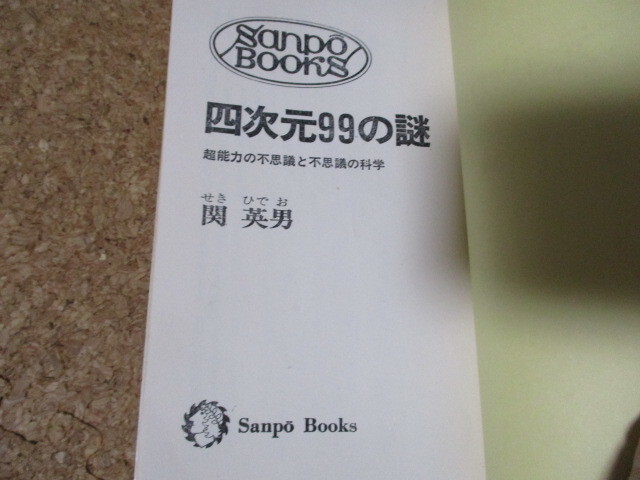 Sanpō
BOOKS
四次元99の謎
超能力の不思議と不思議の科学
せき ひでお
関 英男
Sanpō Books